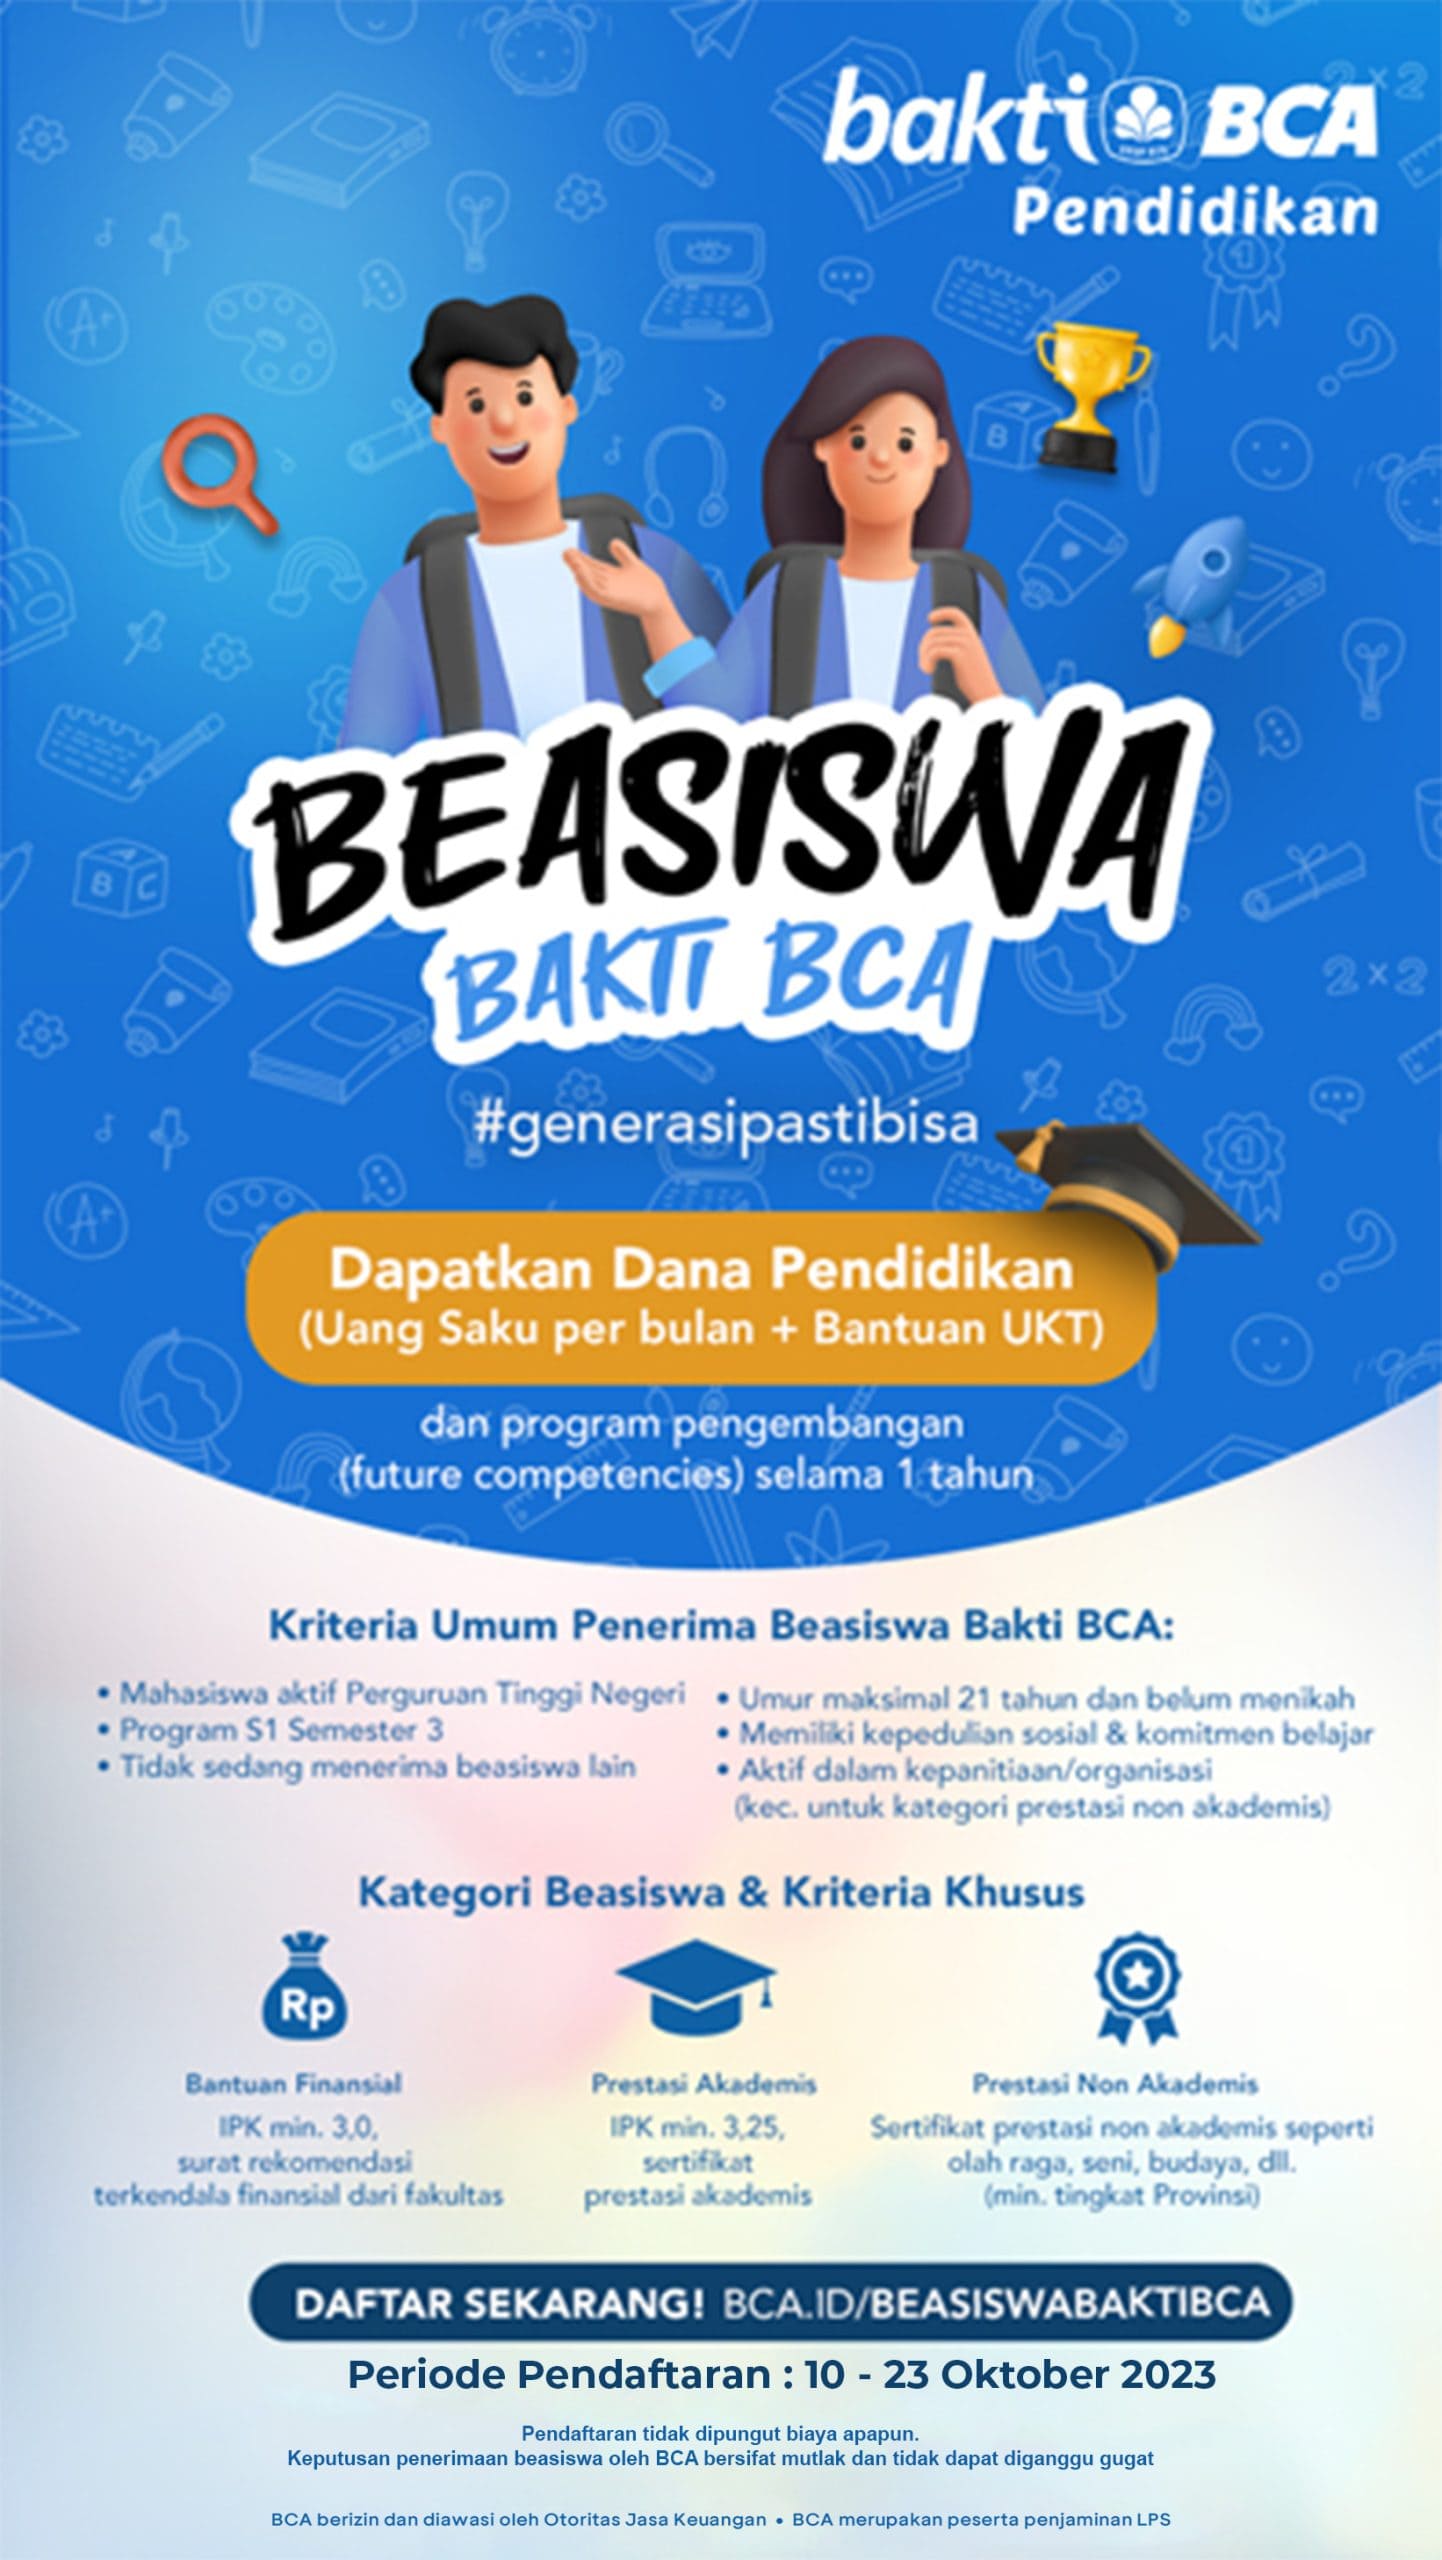 bakti BCA
Pendidikan
BEASISWA
BAKTI BCA
#generasipastibisa
Dapatkan Dana Pendidikan
(Uang Saku per bulan + Bantuan UKT)
dan program pengembangan
(future competencies) selama 1 tahun
Kriteria Umum Penerima Beasiswa Bakti BCA:
• Mahasiswa aktif Perguruan Tinggi Negeri
• Program S1 Semester 3
• Tidak sedang menerima beasiswa lain
• Umur maksimal 21 tahun dan belum menikah
• Memiliki kepedulian sosial & komitmen belajar
• Aktif dalam kepanitiaan/organisasi
(kec. untuk kategori prestasi non akademis)
Kategori Beasiswa & Kriteria Khusus
Rp
Bantuan Finansial
IPK min. 3,0,
surat rekomendasi
terkendala finansial dari fakultas
Prestasi Akademis
IPK min. 3,25,
sertifikat
prestasi akademis
Prestasi Non Akademis
Sertifikat prestasi non akademis seperti
olah raga, seni, budaya, dll.
(min. tingkat Provinsi)
DAFTAR SEKARANG! BCA.ID/BEASISWABAKTIBCA
Periode Pendaftaran : 10 - 23 Oktober 2023
Pendaftaran tidak dipungut biaya apapun.
Keputusan penerimaan beasiswa oleh BCA bersifat mutlak dan tidak dapat diganggu gugat
BCA berizin dan diawasi oleh Otoritas Jasa Keuangan • BCA merupakan peserta penjaminan LPS